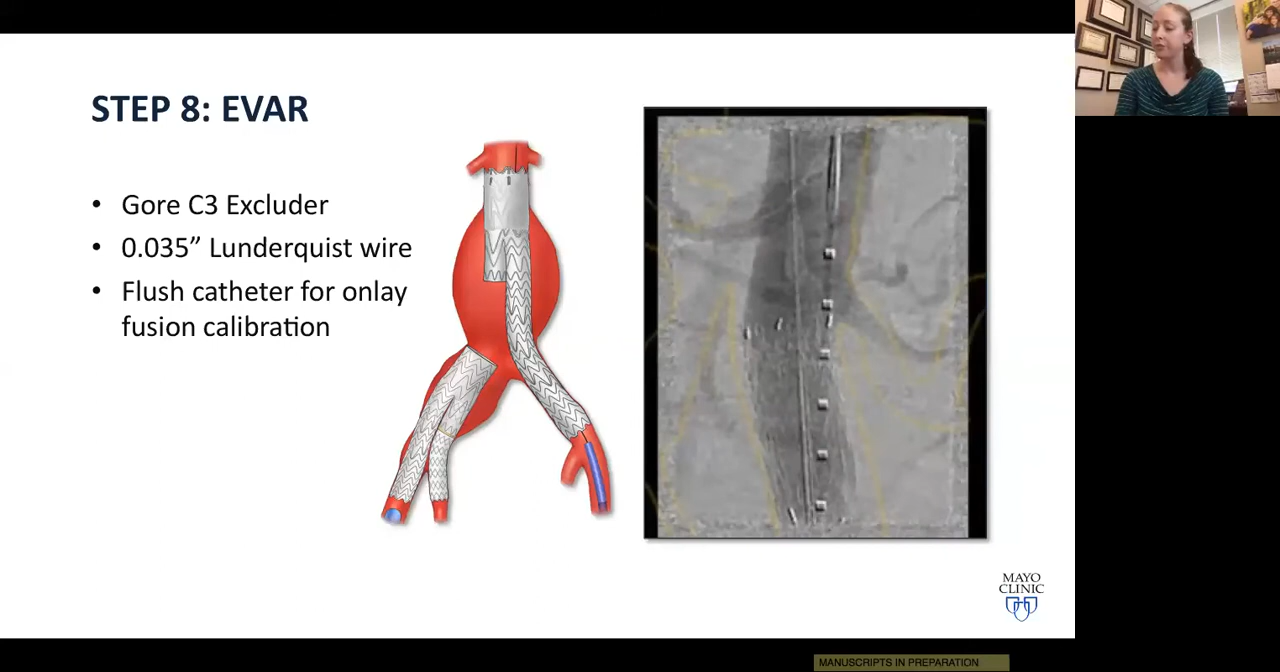 STEP 8: EVAR
• Gore C3 Excluder
• 0.035” Lunderquist wire
• Flush catheter for onlay
fusion calibration
MAYO
CLINIC
MANUSCRIPTS IN PREPARATION